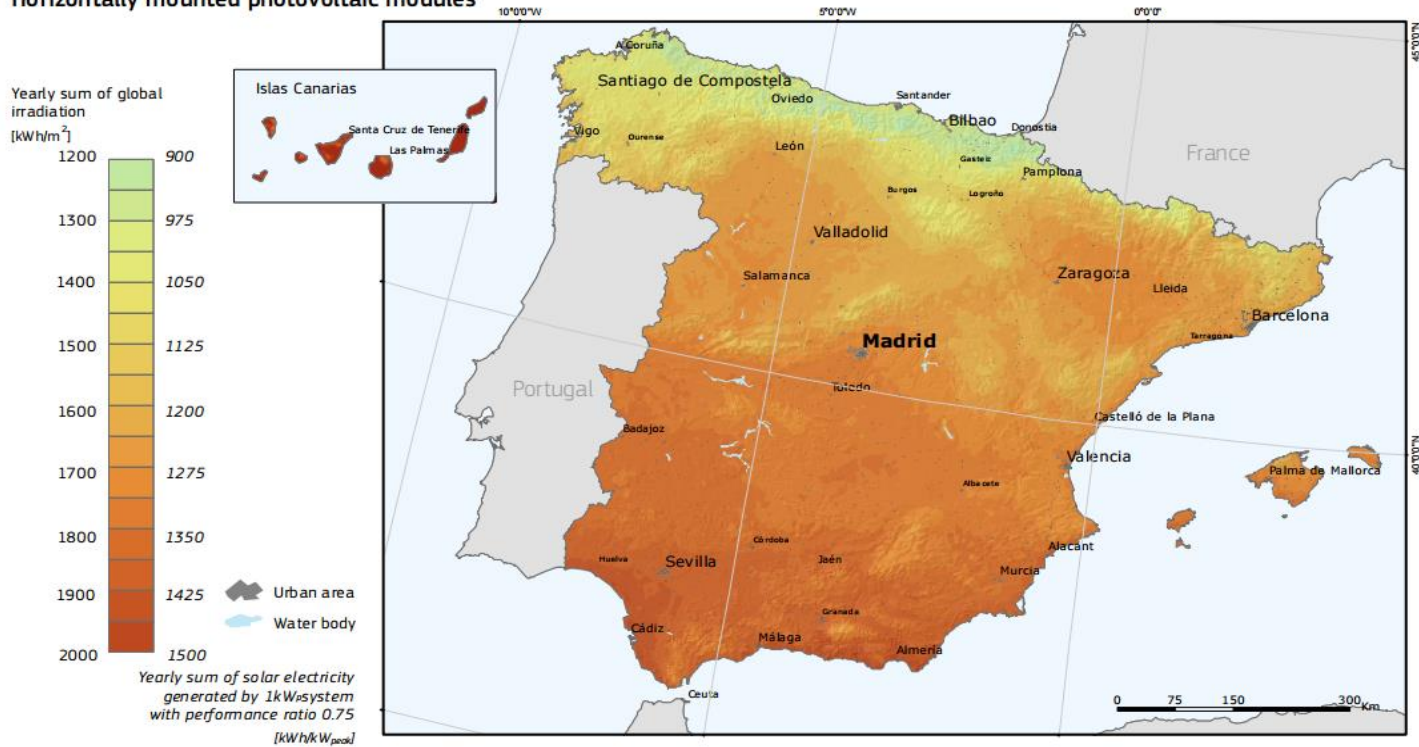 Horizontally mounted photovoltaic modules
10°0'0"W
5°0'0"W
0°0'0"
45°0'0"N
40°0'0"N
Yearly sum of global
irradiation
[kWh/m²]
1200 900
1300 975
1400 1050
1500 1125
1600 1200
1700 1275
1800 1350
1900 1425
2000 1500
Urban area
Water body
Yearly sum of solar electricity
generated by 1kWₚsystem
with performance ratio 0.75
[kWh/kWₚₑₐₖ]
Islas Canarias
Santa Cruz de Tenerife
Las Palmas
A Coruña
Santiago de Compostela
Oviedo
Santander
Bilbao
Donostia
Vigo
Ourense
León
Gasteiz
Pamplona
France
Burgos
Logroño
Valladolid
Salamanca
Zaragoza
Lleida
Barcelona
Tarragona
Madrid
Portugal
Toledo
Castelló de la Plana
Badajoz
Valencia
Palma de Mallorca
Albacete
Córdoba
Alacant
Huelva
Sevilla
Jaén
Murcia
Granada
Cádiz
Málaga
Almería
Ceuta
0 75 150 300
Km